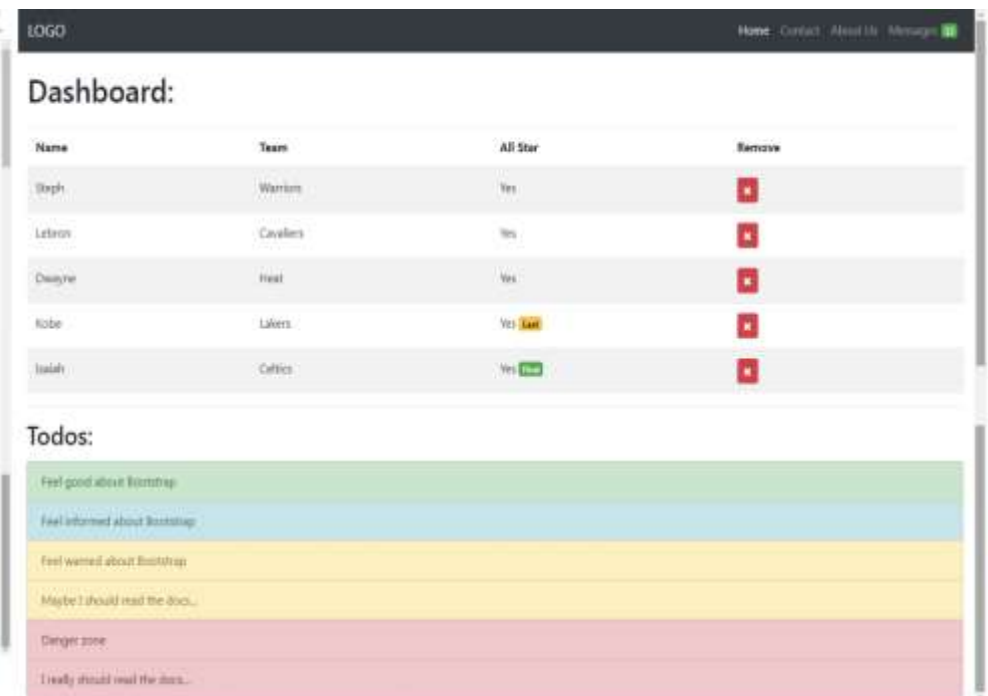 LOGO Home Contact About Us Messages
Dashboard:
Name Team All Star Remove
Steph Warriors Yes
Lebron Cavaliers Yes
Dwayne Heat Yes
Kobe Lakers Yes Last
Isaiah Celtics Yes
Todos:
Feel good about Bootstrap
Feel informed about Bootstrap
Feel warned about Bootstrap
Maybe I should read the docs...
Danger zone
I really should read the docs...